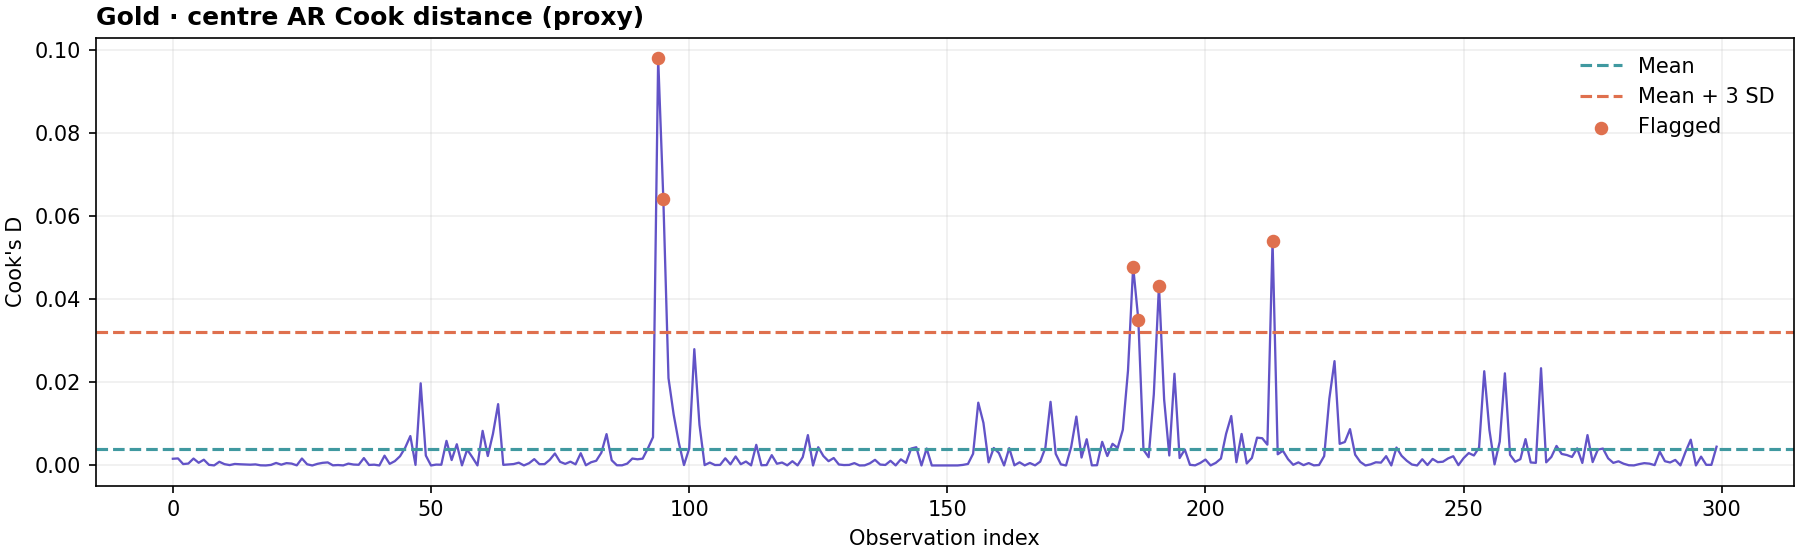 Gold · centre AR Cook distance (proxy)
Cook's D
0.10
0.08
0.06
0.04
0.02
0.00
Mean
Mean + 3 SD
Flagged
0
50
100
150
200
250
300
Observation index